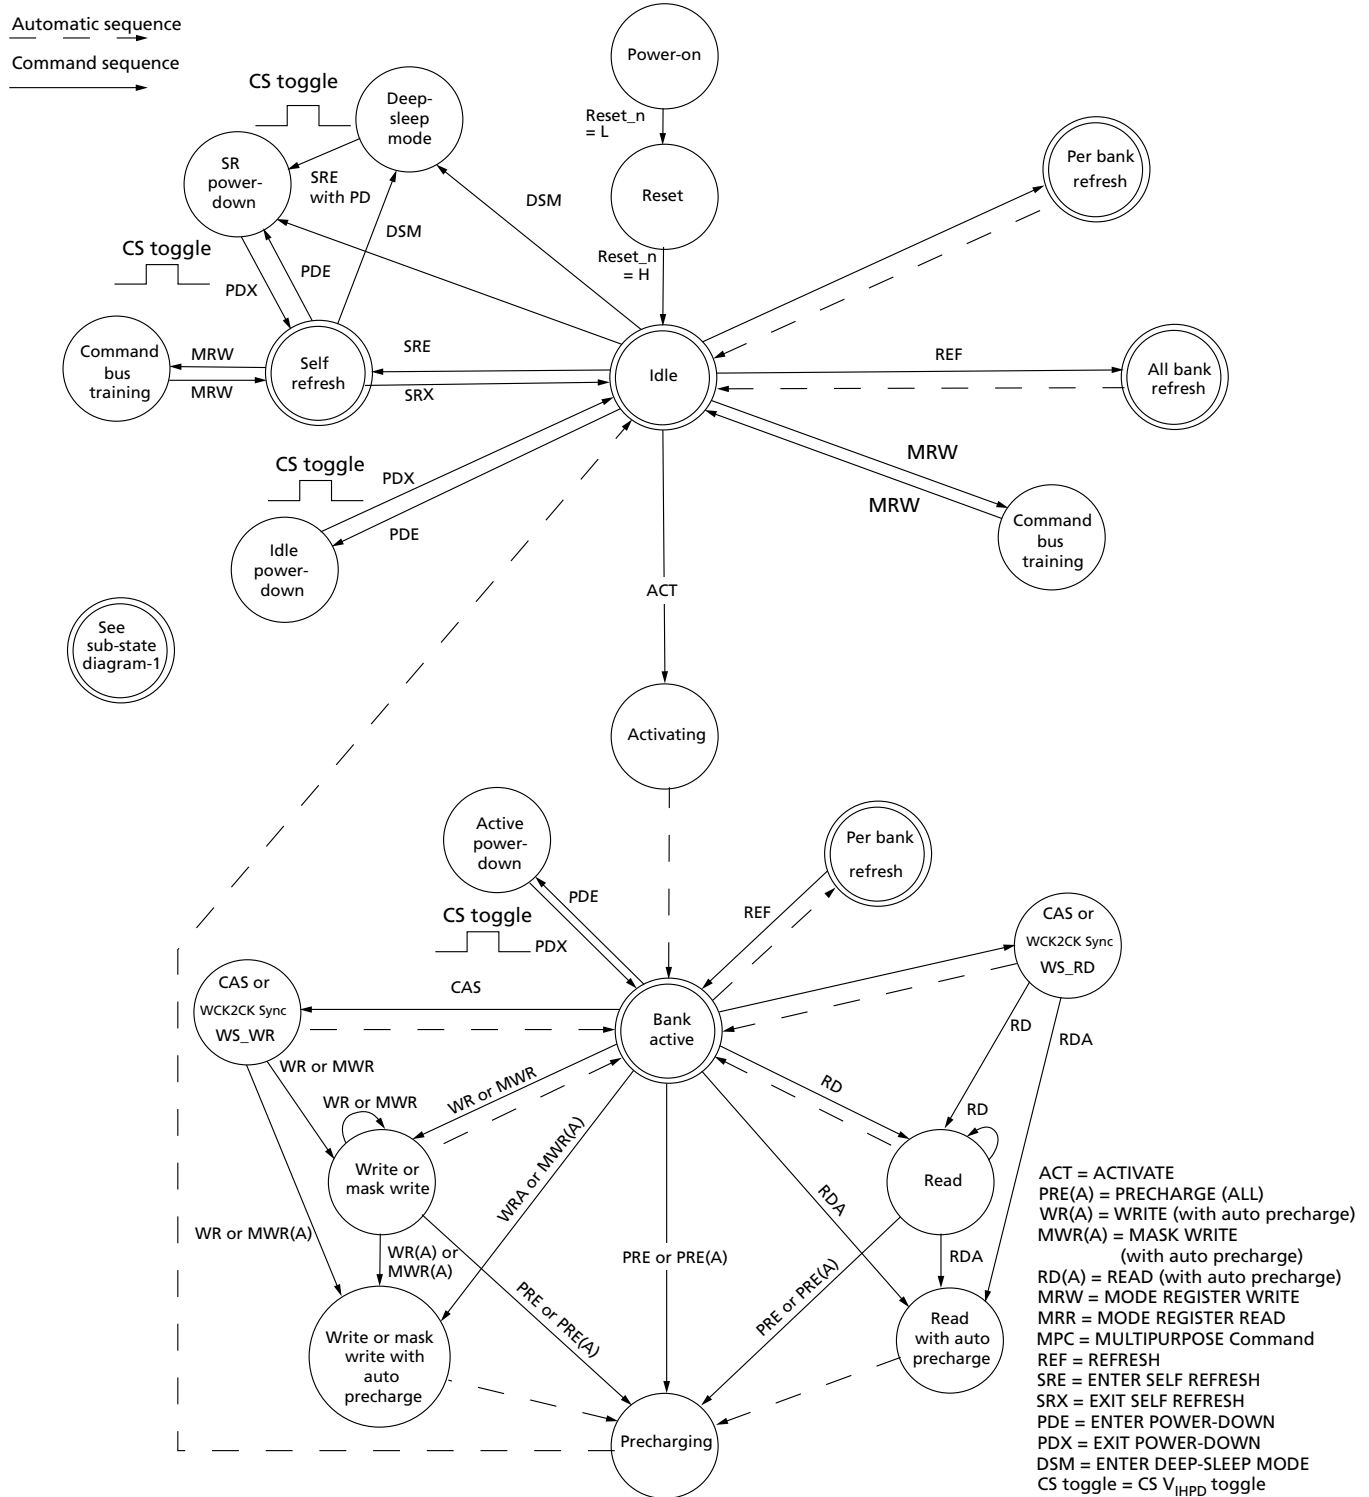 Automatic sequence
Command sequence
Power-on
CS toggle
Deep-
sleep
mode
Reset_n
= L
SR
power-
down
SRE
with PD
Per bank
refresh
Reset
DSM
DSM
CS toggle
Reset_n
= H
PDE
PDX
Command
bus
training
MRW
MRW
Self
refresh
SRE
SRX
Idle
REF
All bank
refresh
CS toggle
PDX
PDE
Idle
power-
down
MRW
MRW
Command
bus
training
ACT
See
sub-state
diagram-1
Activating
Active
power-
down
PDE
CS toggle
PDX
Per bank
refresh
REF
CAS or
WCK2CK Sync
WS_RD
CAS or
WCK2CK Sync
WS_WR
CAS
Bank
active
RD
RDA
WR or MWR
WR or MWR
WR or MWR
RD
RD
Write or
mask write
WRA or MWR(A)
RDA
Read
WR or MWR(A)
WR(A) or
MWR(A)
PRE or PRE(A)
PRE or PRE(A)
PRE or PRE(A)
RDA
Write or mask
write with
auto
precharge
Read
with auto
precharge
Precharging
ACT = ACTIVATE
PRE(A) = PRECHARGE (ALL)
WR(A) = WRITE (with auto precharge)
MWR(A) = MASK WRITE
(with auto precharge)
RD(A) = READ (with auto precharge)
MRW = MODE REGISTER WRITE
MRR = MODE REGISTER READ
MPC = MULTIPURPOSE Command
REF = REFRESH
SRE = ENTER SELF REFRESH
SRX = EXIT SELF REFRESH
PDE = ENTER POWER-DOWN
PDX = EXIT POWER-DOWN
DSM = ENTER DEEP-SLEEP MODE
CS toggle = CS VIHPD toggle